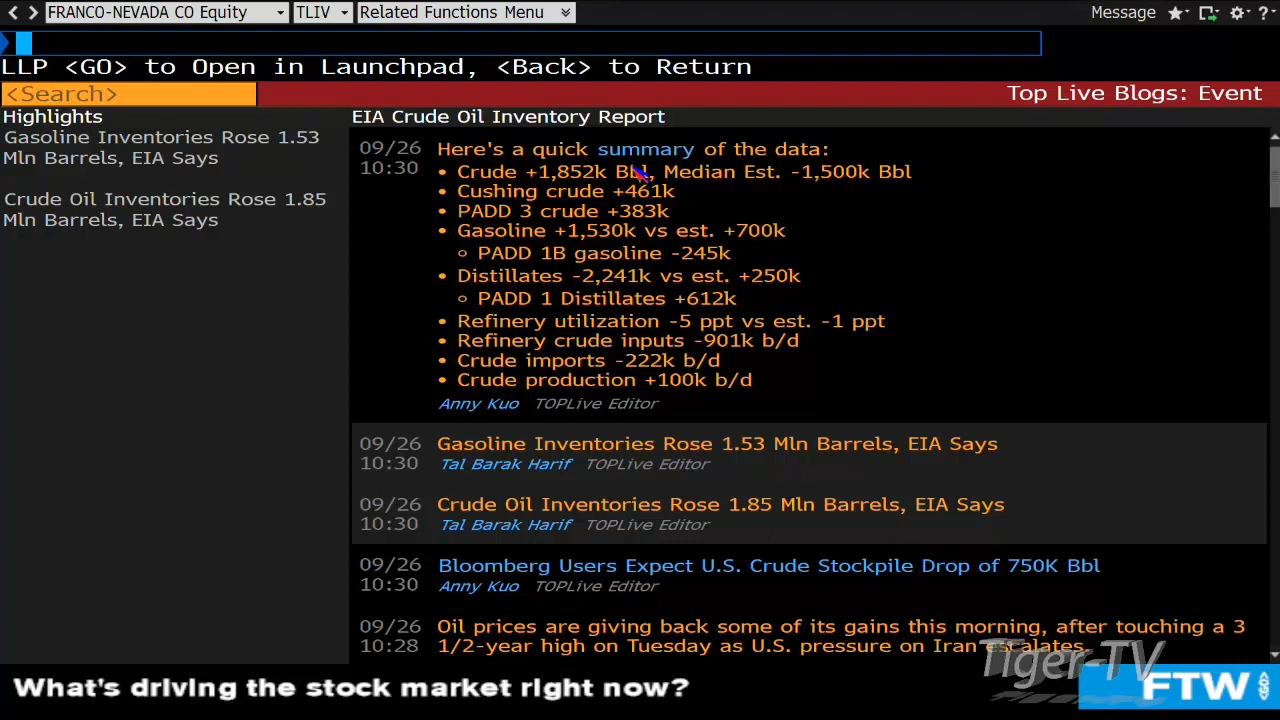 FRANCO-NEVADA CO Equity TLIV Related Functions Menu Message
LLP <GO> to Open in Launchpad, <Back> to Return
<Search> Top Live Blogs: Event
Highlights
Gasoline Inventories Rose 1.53
Mln Barrels, EIA Says
Crude Oil Inventories Rose 1.85
Mln Barrels, EIA Says
EIA Crude Oil Inventory Report
09/26 Here's a quick summary of the data:
10:30 • Crude +1,852k Bbl, Median Est. -1,500k Bbl
• Cushing crude +461k
• PADD 3 crude +383k
• Gasoline +1,530k vs est. +700k
o PADD 1B gasoline -245k
• Distillates -2,241k vs est. +250k
o PADD 1 Distillates +612k
• Refinery utilization -5 ppt vs est. -1 ppt
• Refinery crude inputs -901k b/d
• Crude imports -222k b/d
• Crude production +100k b/d
Anny Kuo TOPLive Editor
09/26 Gasoline Inventories Rose 1.53 Mln Barrels, EIA Says
10:30 Tal Barak Harif TOPLive Editor
09/26 Crude Oil Inventories Rose 1.85 Mln Barrels, EIA Says
10:30 Tal Barak Harif TOPLive Editor
09/26 Bloomberg Users Expect U.S. Crude Stockpile Drop of 750K Bbl
10:30 Anny Kuo TOPLive Editor
09/26 Oil prices are giving back some of its gains this morning, after touching a 3
10:28 1/2-year high on Tuesday as U.S. pressure on Iran escalates.
Tiger-TV
What's driving the stock market right now?
FTW